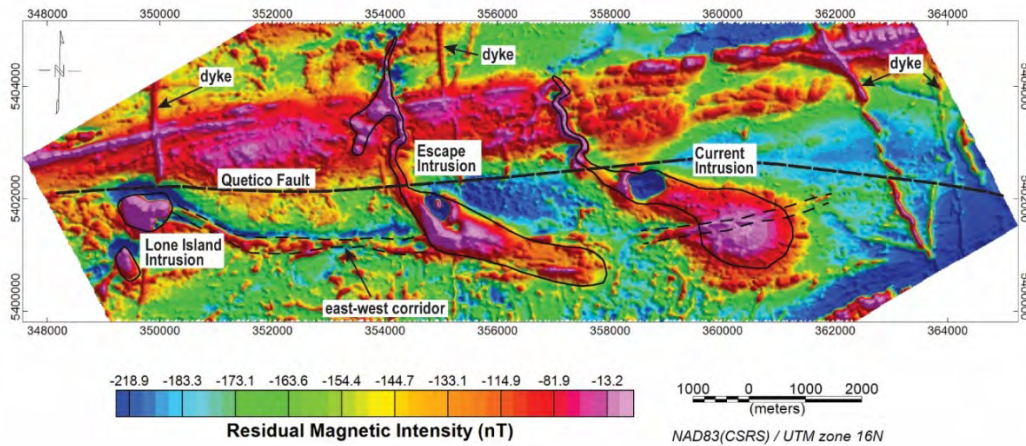 348000 350000 352000 354000 356000 358000 360000 362000 364000
5404000
5404000
N
dyke
dyke
dyke
Escape
Intrusion
Current
Intrusion
Quetico Fault
5402000
5402000
Lone Island
Intrusion
east-west corridor
5400000
5400000
348000 350000 352000 354000 356000 358000 360000 362000 364000
-218.9 -183.3 -173.1 -163.6 -154.4 -144.7 -133.1 -114.9 -81.9 -13.2
Residual Magnetic Intensity (nT)
1000 0 1000 2000
(meters)
NAD83(CSRS) / UTM zone 16N